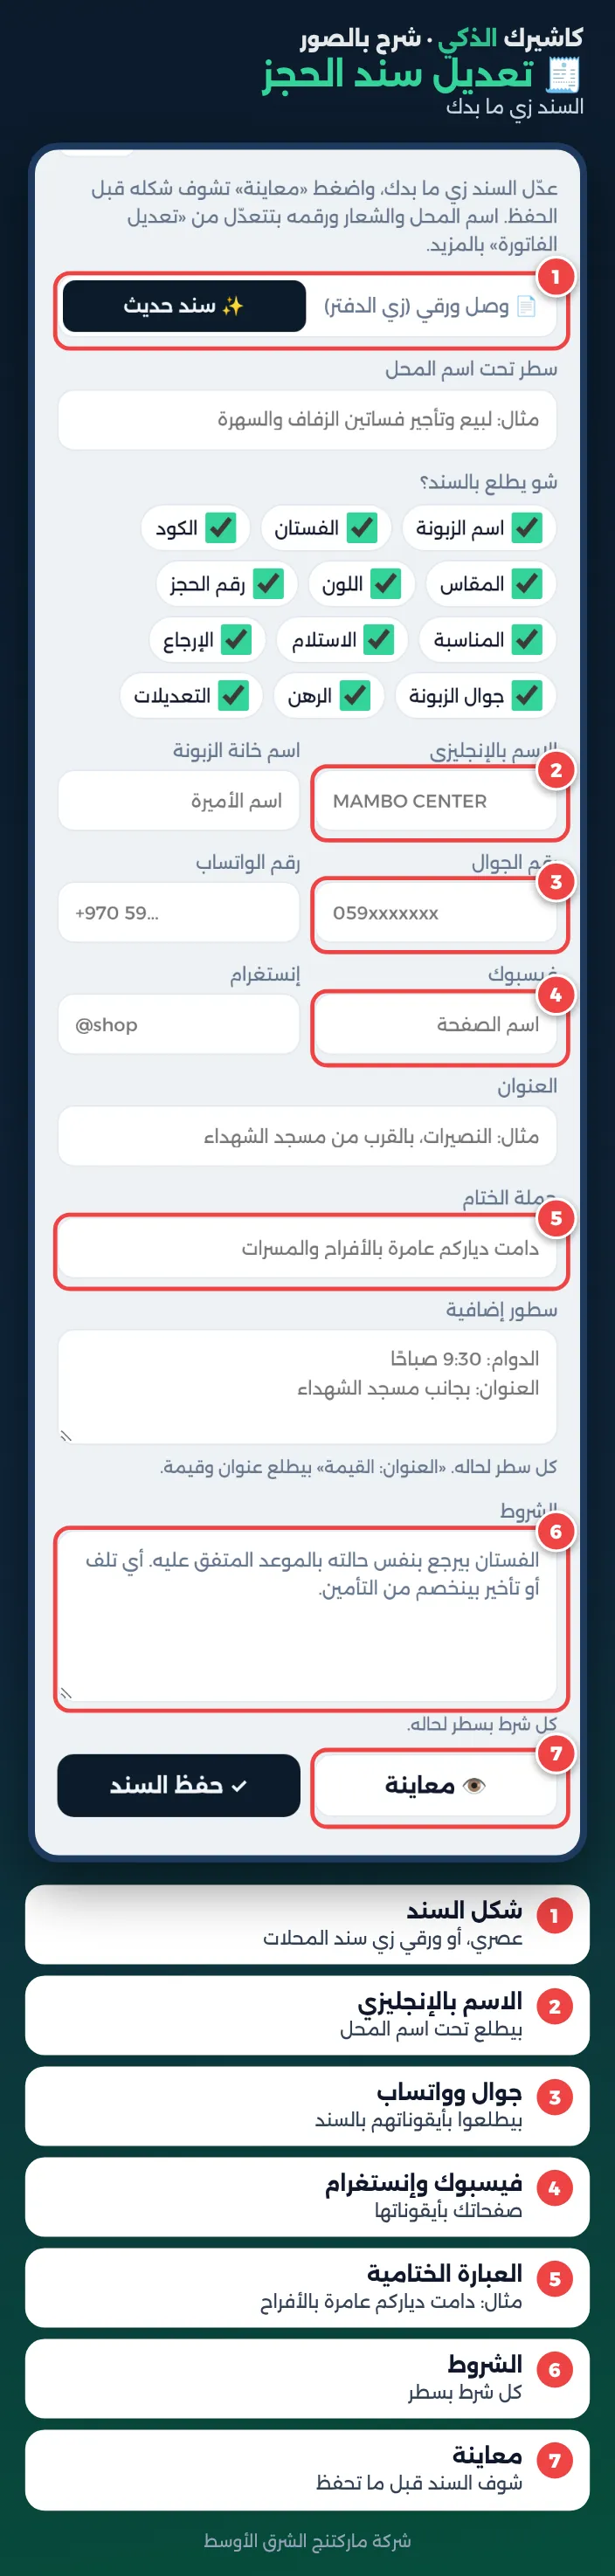 كاشيرك الذكي · شرح بالصور
تعديل سند الحجز
السند زي ما بدك
عدّل السند زي ما بدك، واضغط «معاينة» تشوف شكله قبل
الحفظ. اسم المحل والشعار ورقمه بتتعدّل من «تعديل
الفاتورة» بالمزيد.
1
وصل ورقي (زي الدفتر)
سند حديث
سطر تحت اسم المحل
مثال: لبيع وتأجير فساتين الزفاف والسهرة
شو يطلع بالسند؟
اسم الزبونة
الفستان
الكود
المقاس
اللون
رقم الحجز
المناسبة
الاستلام
الإرجاع
جوال الزبونة
الرهن
التعديلات
الاسم بالإنجليزي
اسم خانة الزبونة
2
MAMBO CENTER
اسم الأميرة
رقم الجوال
رقم الواتساب
3
059xxxxxxx
+970 59...
فيسبوك
إنستغرام
4
اسم الصفحة
@shop
العنوان
مثال: النصيرات، بالقرب من مسجد الشهداء
جملة الختام
5
دامت دياركم عامرة بالأفراح والمسرات
سطور إضافية
الدوام: 9:30 صباحًا
العنوان: بجانب مسجد الشهداء
كل سطر لحاله. «العنوان: القيمة» بيطلع عنوان وقيمة.
الشروط
6
الفستان بيرجع بنفس حالته بالموعد المتفق عليه. أي تلف
أو تأخير بينخصم من التأمين.
كل شرط بسطر لحاله.
7
معاينة
✓ حفظ السند
1
شكل السند
عصري، أو ورقي زي سند المحلات
2
الاسم بالإنجليزي
بيطلع تحت اسم المحل
3
جوال وواتساب
بيطلعوا بأيقوناتهم بالسند
4
فيسبوك وإنستغرام
صفحاتك بأيقوناتها
5
العبارة الختامية
مثال: دامت دياركم عامرة بالأفراح
6
الشروط
كل شرط بسطر
7
معاينة
شوف السند قبل ما تحفظ
شركة ماركتنج الشرق الأوسط